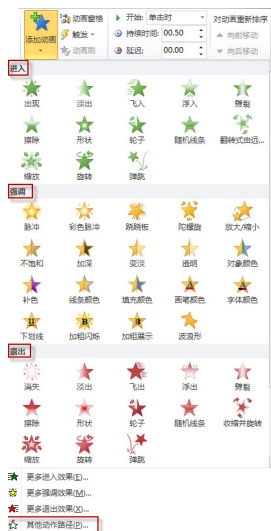 添加动画
动画窗格
触发
动画刷
开始: 单击时
持续时间: 00.50
延迟: 00.00
对动画重新排序
向前移动
向后移动
进入
出现 淡出 飞入 浮入 劈裂
擦除 形状 轮子 随机线条 翻转式由远...
缩放 旋转 弹跳
强调
脉冲 彩色脉冲 跷跷板 陀螺旋 放大/缩小
不饱和 加深 变淡 透明 对象颜色
补色 线条颜色 填充颜色 画笔颜色 字体颜色
下划线 加粗闪烁 加粗展示 波浪形
退出
消失 淡出 飞出 浮出 劈裂
擦除 形状 轮子 随机线条 收缩并旋转
缩放 旋转 弹跳
更多进入效果(E)...
更多强调效果(M)...
更多退出效果(X)...
其他动作路径(P)...